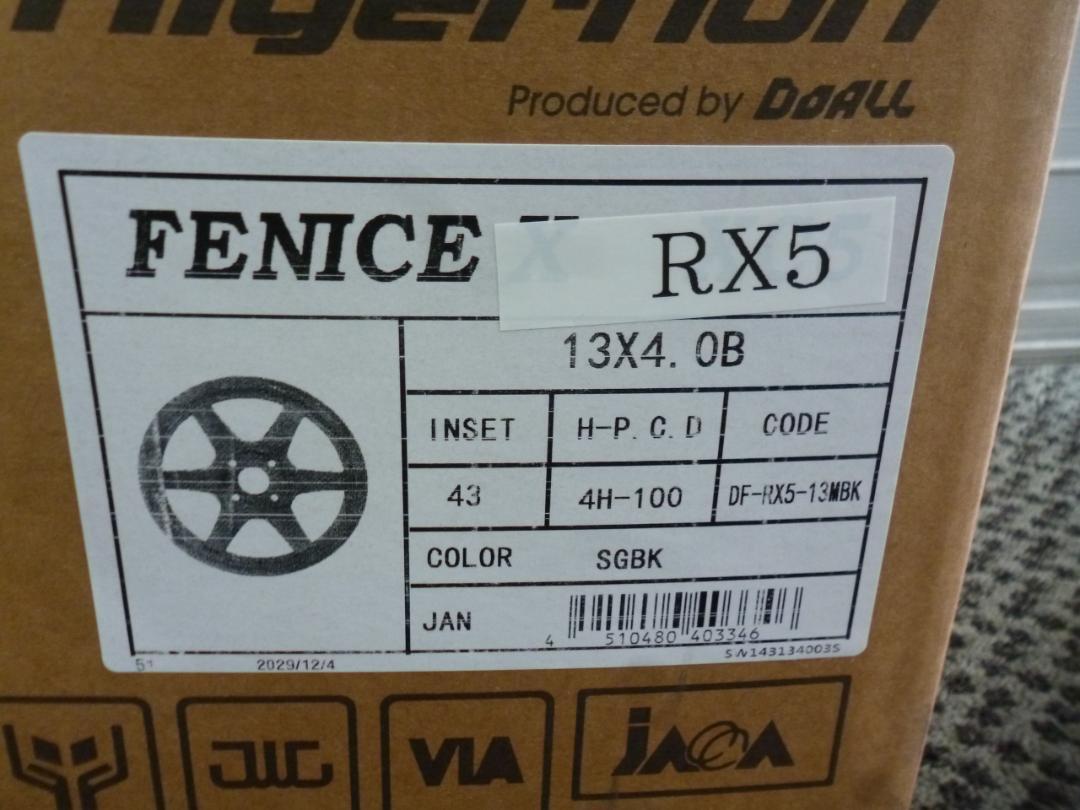 Produced by DOALL
FENICE X RX5
13X4.0B
INSET H-P.C.D CODE
43 4H-100 DF-RX5-13MBK
COLOR SGBK
JAN
4 510480 403346
S/N1431340035
2029/12/4
JWL VIA JAWA